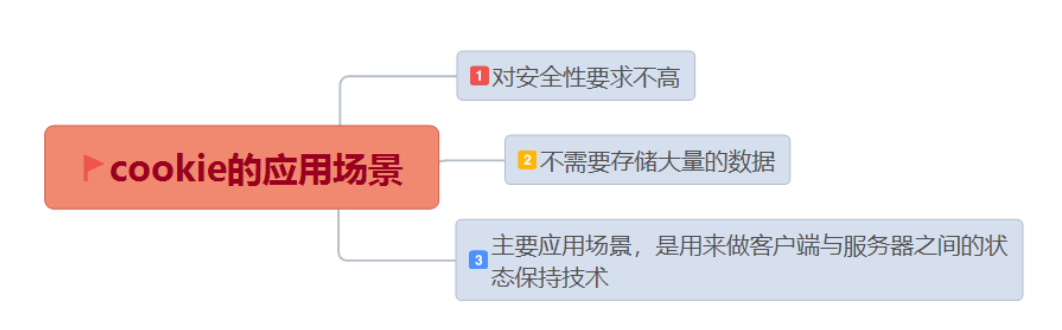 1 对安全性要求不高
cookie的应用场景
2 不需要存储大量的数据
3 主要应用场景，是用来做客户端与服务器之间的状
态保持技术